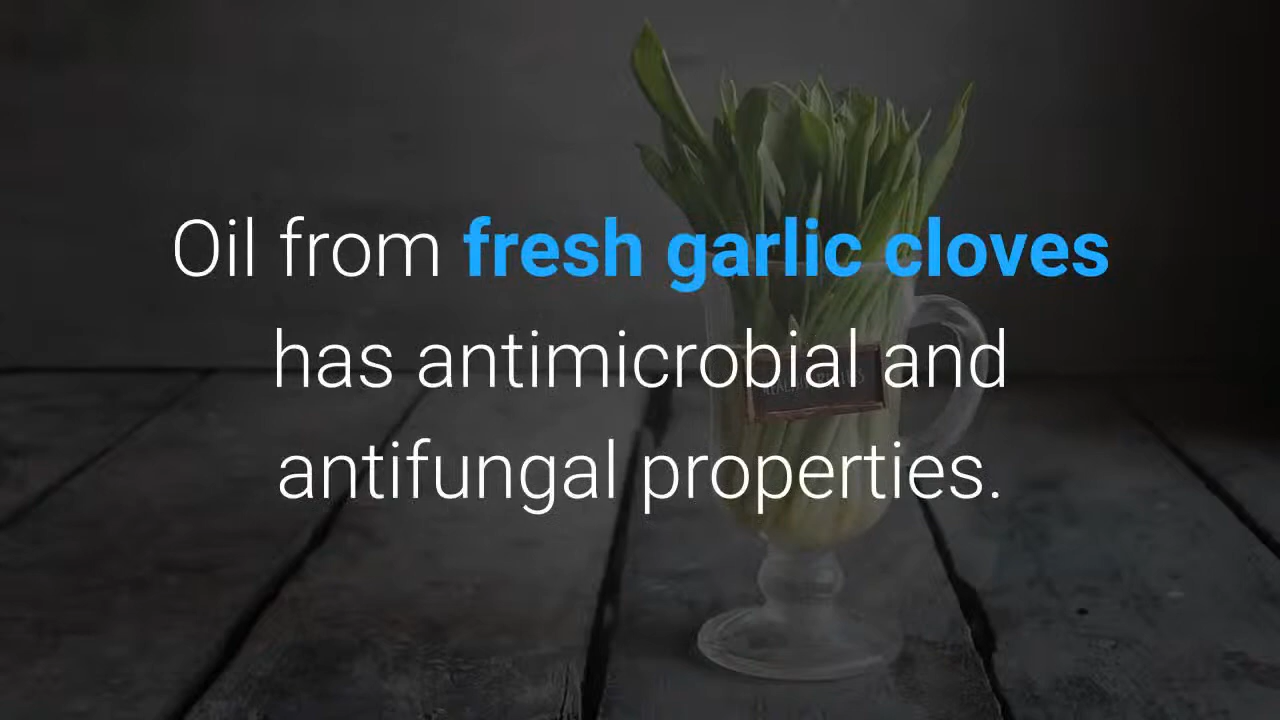 Oil from fresh garlic cloves
has antimicrobial and
antifungal properties.